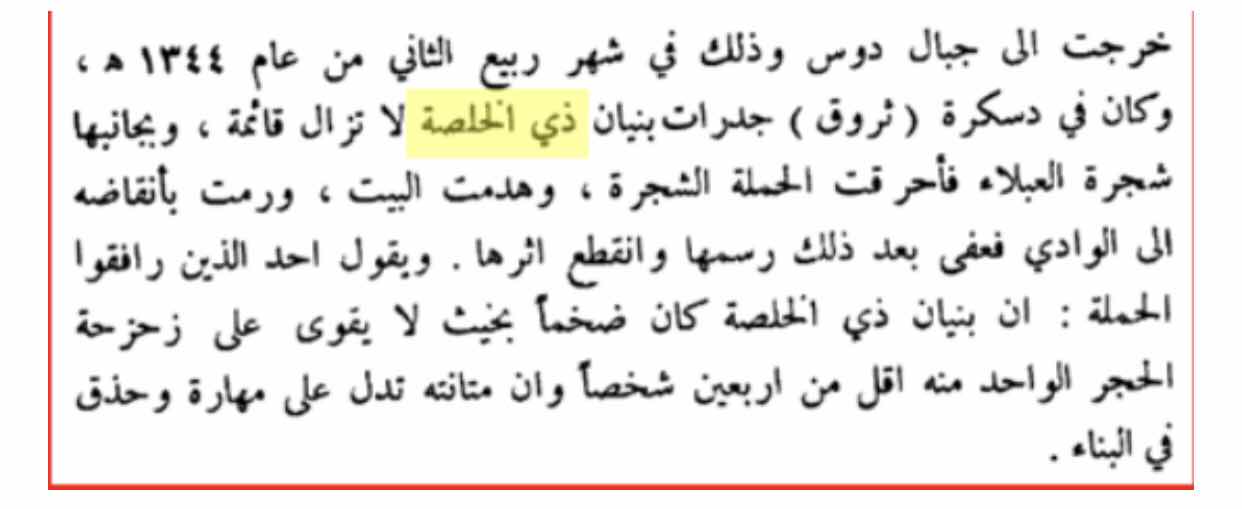 خرجت الى جبال دوس وذلك في شهر ربيع الثاني من عام ١٣٤٤ ه ،
وكان في دسكرة ( ثروق ) جدرات بنيان ذي الخلصة لا تزال قائمة ، وبجانبها
شجرة العبلاء فأحرقت الحملة الشجرة ، وهدمت البيت ، ورمت بأنقاضه
الى الوادي فعفى بعد ذلك رسمها وانقطع اثرها . ويقول احد الذين رافقوا
الحملة : ان بنيان ذي الخلصة كان ضخماً بحيث لا يقوى على زحزحة
الحجر الواحد منه اقل من اربعين شخصاً وان متانته تدل على مهارة وحذق
في البناء .